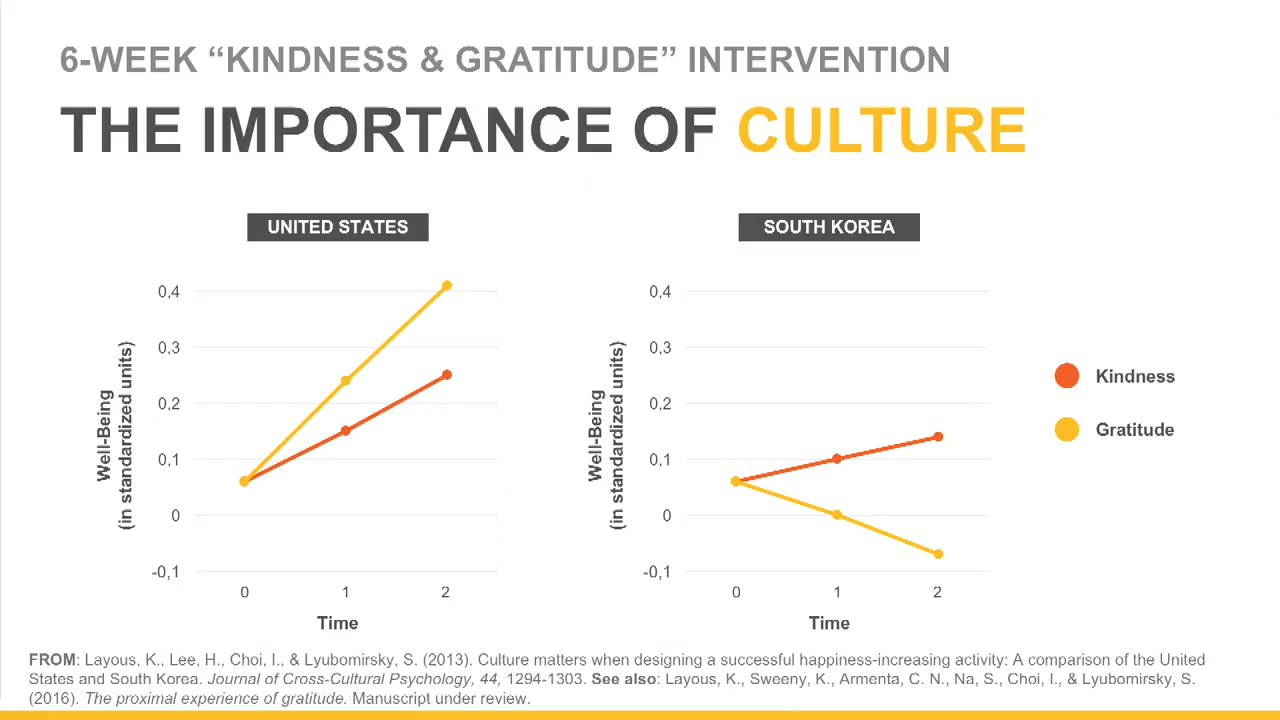 6-WEEK “KINDNESS & GRATITUDE” INTERVENTION
THE IMPORTANCE OF CULTURE
UNITED STATES
0,4
0,3
0,2
0,1
0
-0,1
Well-Being
(in standardized units)
0 1 2
Time
SOUTH KOREA
0,4
0,3
0,2
0,1
0
-0,1
Well-Being
(in standardized units)
0 1 2
Time
Kindness
Gratitude
FROM: Layous, K., Lee, H., Choi, I., & Lyubomirsky, S. (2013). Culture matters when designing a successful happiness-increasing activity: A comparison of the United
States and South Korea. Journal of Cross-Cultural Psychology, 44, 1294-1303. See also: Layous, K., Sweeny, K., Armenta, C. N., Na, S., Choi, I., & Lyubomirsky, S.
(2016). The proximal experience of gratitude. Manuscript under review.